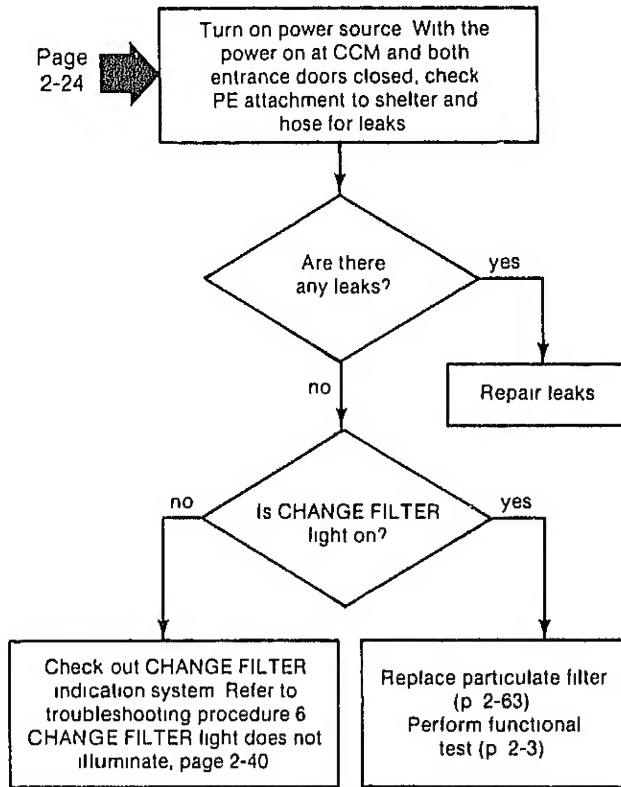 Page
2-24
Turn on power source With the
power on at CCM and both
entrance doors closed, check
PE attachment to shelter and
hose for leaks
Are there
any leaks?
yes
Repair leaks
no
Is CHANGE FILTER
light on?
no
yes
Check out CHANGE FILTER
indication system Refer to
troubleshooting procedure 6
CHANGE FILTER light does not
illuminate, page 2-40
Replace particulate filter
(p 2-63)
Perform functional
test (p 2-3)